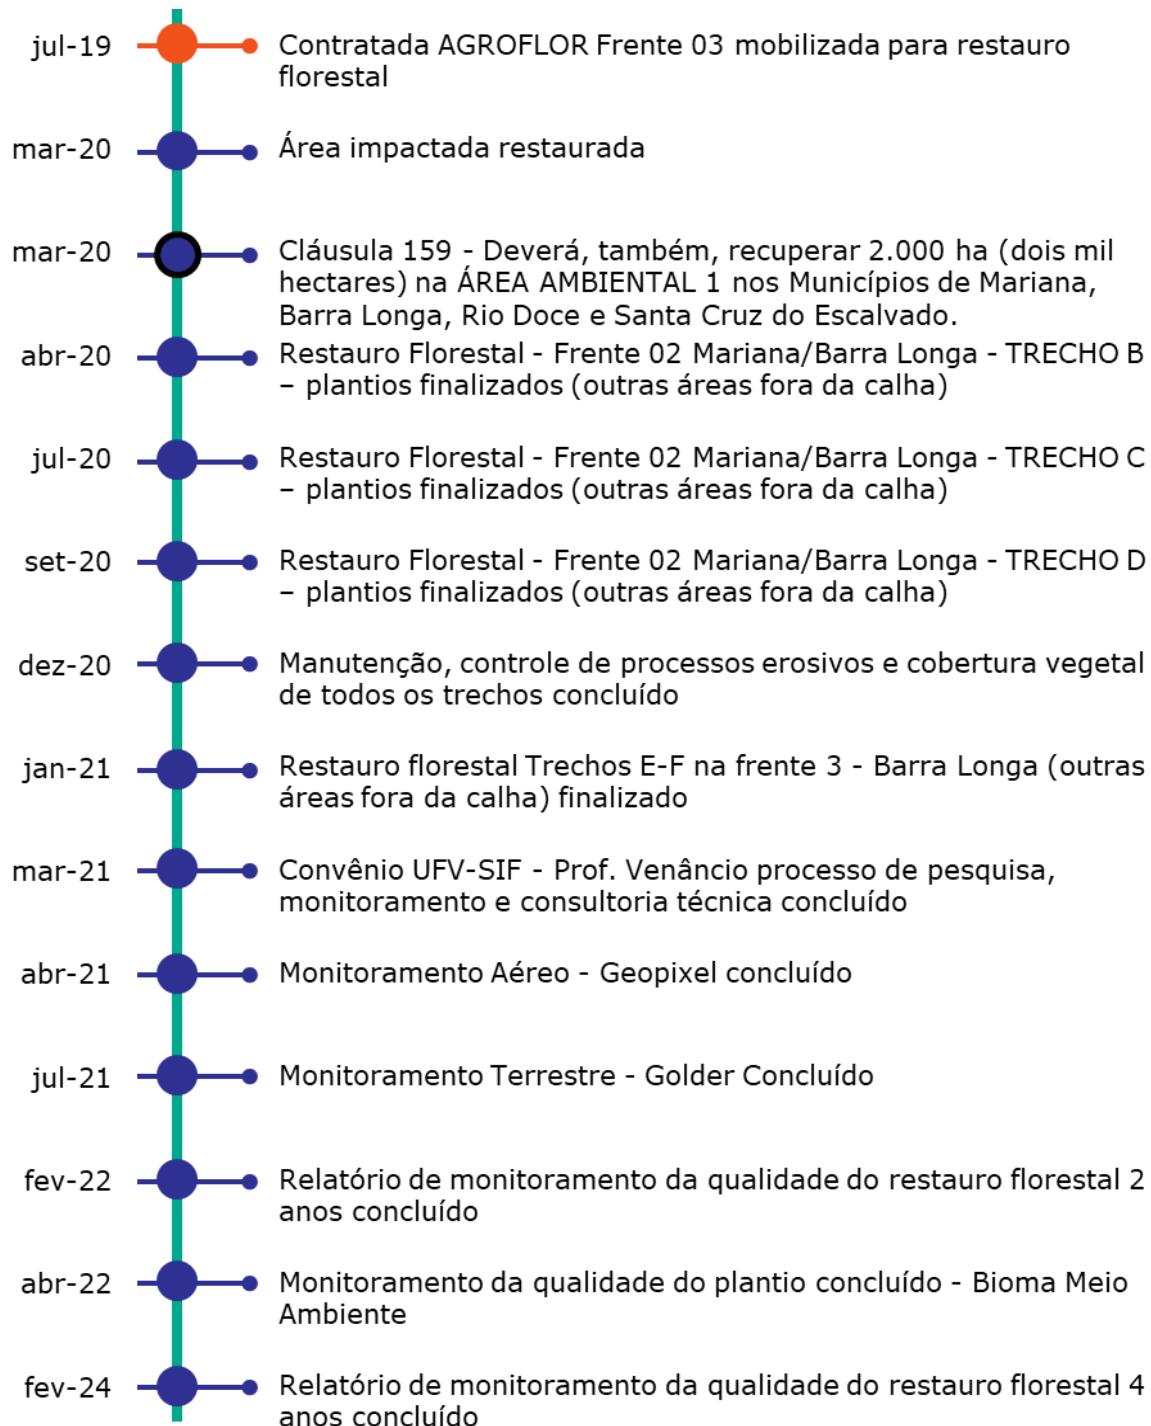 jul-19
Contratada AGROFLOR Frente 03 mobilizada para restauro
florestal
mar-20
Área impactada restaurada
mar-20
Cláusula 159 - Deverá, também, recuperar 2.000 ha (dois mil
hectares) na ÁREA AMBIENTAL 1 nos Municípios de Mariana,
Barra Longa, Rio Doce e Santa Cruz do Escalvado.
abr-20
Restauro Florestal - Frente 02 Mariana/Barra Longa - TRECHO B
– plantios finalizados (outras áreas fora da calha)
jul-20
Restauro Florestal - Frente 02 Mariana/Barra Longa - TRECHO C
– plantios finalizados (outras áreas fora da calha)
set-20
Restauro Florestal - Frente 02 Mariana/Barra Longa - TRECHO D
– plantios finalizados (outras áreas fora da calha)
dez-20
Manutenção, controle de processos erosivos e cobertura vegetal
de todos os trechos concluído
jan-21
Restauro florestal Trechos E-F na frente 3 - Barra Longa (outras
áreas fora da calha) finalizado
mar-21
Convênio UFV-SIF - Prof. Venâncio processo de pesquisa,
monitoramento e consultoria técnica concluído
abr-21
Monitoramento Aéreo - Geopixel concluído
jul-21
Monitoramento Terrestre - Golder Concluído
fev-22
Relatório de monitoramento da qualidade do restauro florestal 2
anos concluído
abr-22
Monitoramento da qualidade do plantio concluído - Bioma Meio
Ambiente
fev-24
Relatório de monitoramento da qualidade do restauro florestal 4
anos concluído